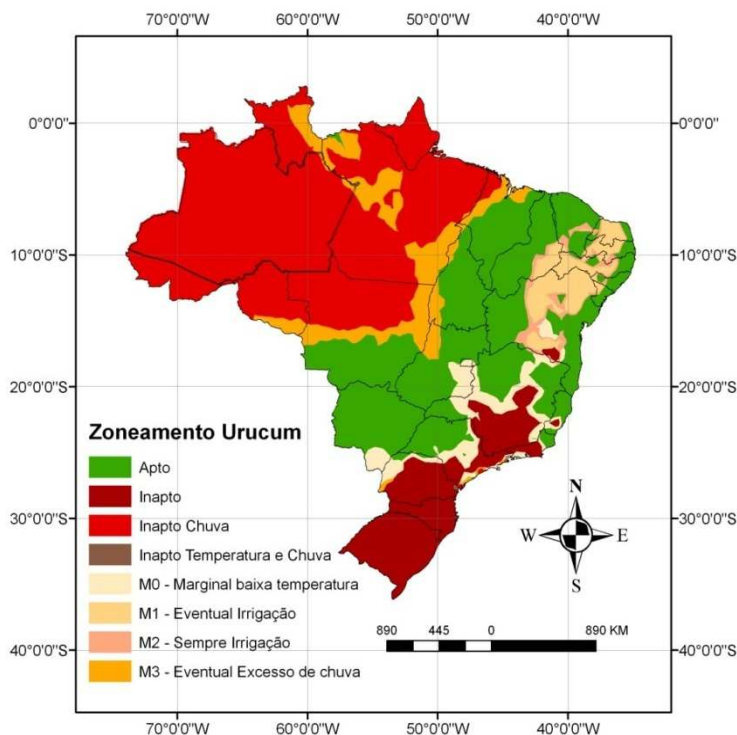 70°0'0"W 60°0'0"W 50°0'0"W 40°0'0"W
0°0'0" 0°0'0"
10°0'0"S 10°0'0"S
20°0'0"S 20°0'0"S
Zoneamento Urucum
Apto
Inapto
Inapto Chuva
Inapto Temperatura e Chuva
M0 - Marginal baixa temperatura
M1 - Eventual Irrigação
M2 - Sempre Irrigação
M3 - Eventual Excesso de chuva
N
W E
S
30°0'0"S 30°0'0"S
890 445 0 890 KM
40°0'0"S 40°0'0"S
70°0'0"W 60°0'0"W 50°0'0"W 40°0'0"W